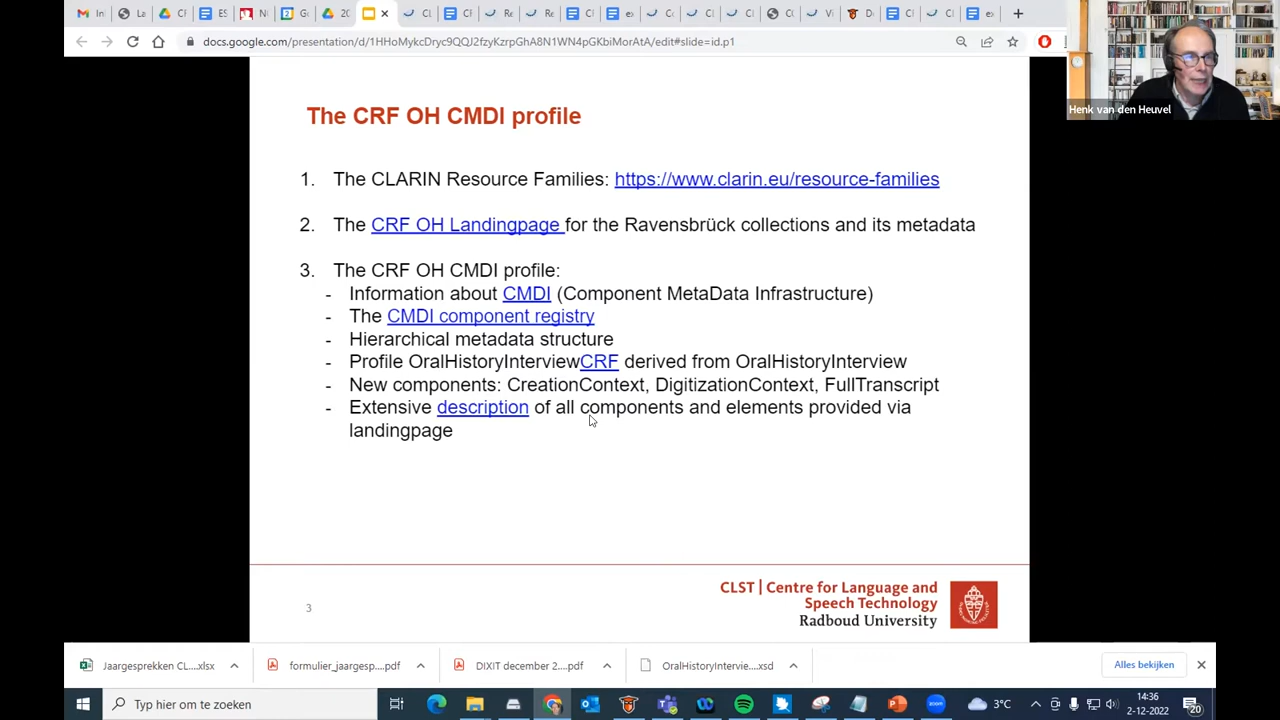 docs.google.com/presentation/d/1HHoMykcDryc9QQJ2fzyKzrpGhA8N1WN4pGKbiMorAtA/edit#slide=id.p1
Henk van den Heuvel
The CRF OH CMDI profile
1. The CLARIN Resource Families: https://www.clarin.eu/resource-families
2. The CRF OH Landingpage for the Ravensbrück collections and its metadata
3. The CRF OH CMDI profile:
- Information about CMDI (Component MetaData Infrastructure)
- The CMDI component registry
- Hierarchical metadata structure
- Profile OralHistoryInterviewCRF derived from OralHistoryInterview
- New components: CreationContext, DigitizationContext, FullTranscript
- Extensive description of all components and elements provided via
landingpage
CLST | Centre for Language and
Speech Technology
Radboud University
3
Jaargesprekken CL....xlsx
formulier_jaargesp....pdf
DIXIT december 2....pdf
OralHistoryIntervie....xsd
Alles bekijken
Typ hier om te zoeken
3°C
14:36
2-12-2022
20